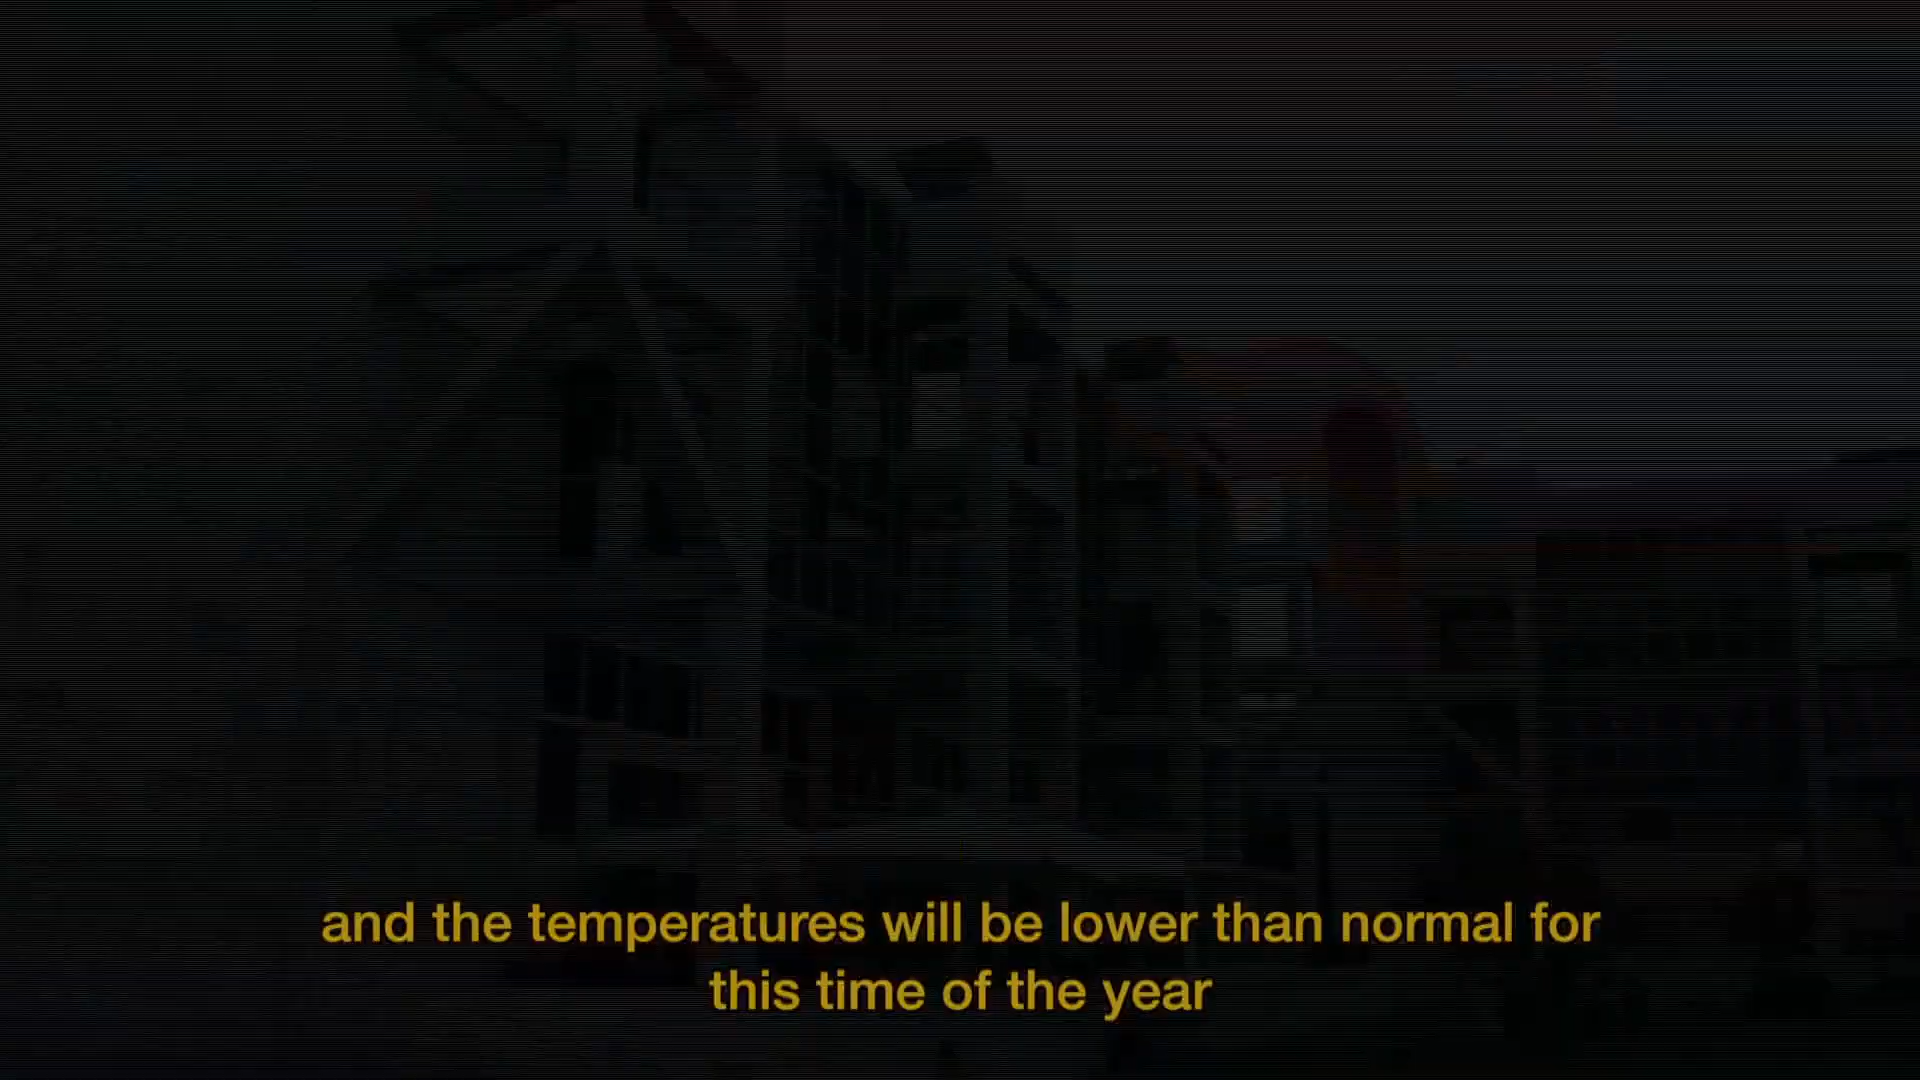 and the temperatures will be lower than normal for
this time of the year